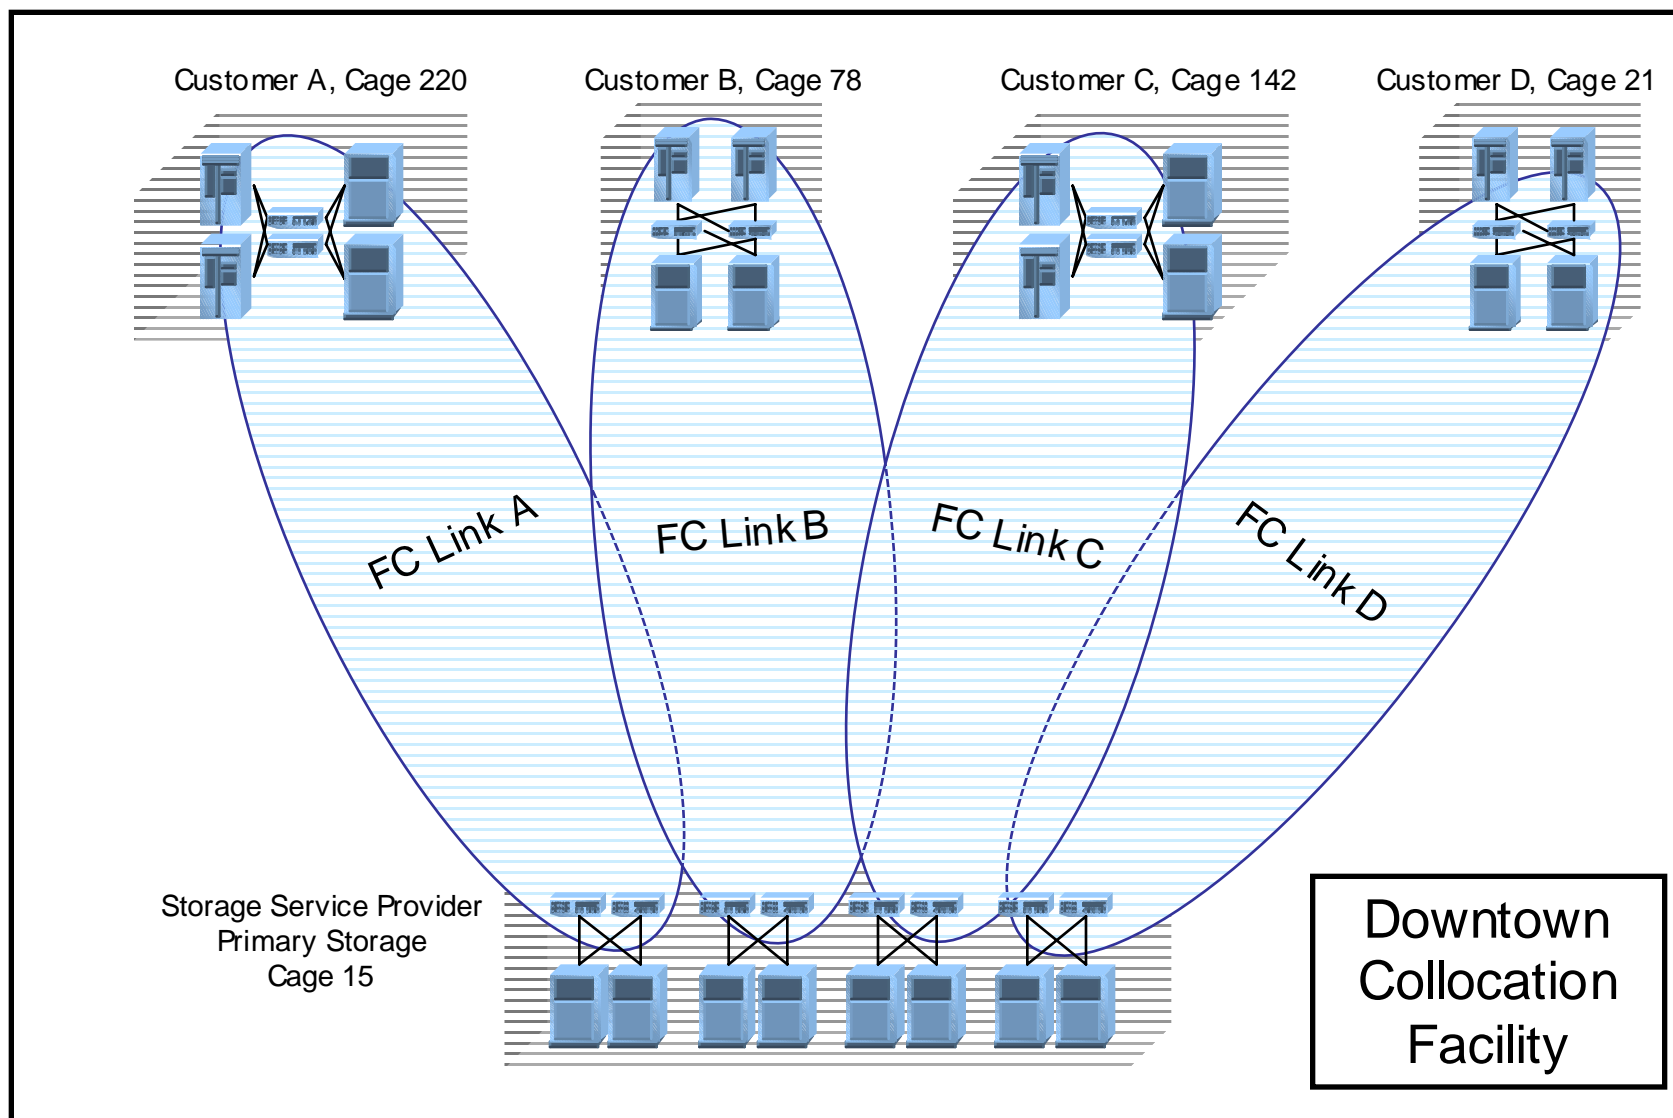 Customer A, Cage 220
Customer B, Cage 78
Customer C, Cage 142
Customer D, Cage 21
FC Link A
FC Link B
FC Link C
FC Link D
Storage Service Provider
Primary Storage
Cage 15
Downtown
Collocation
Facility